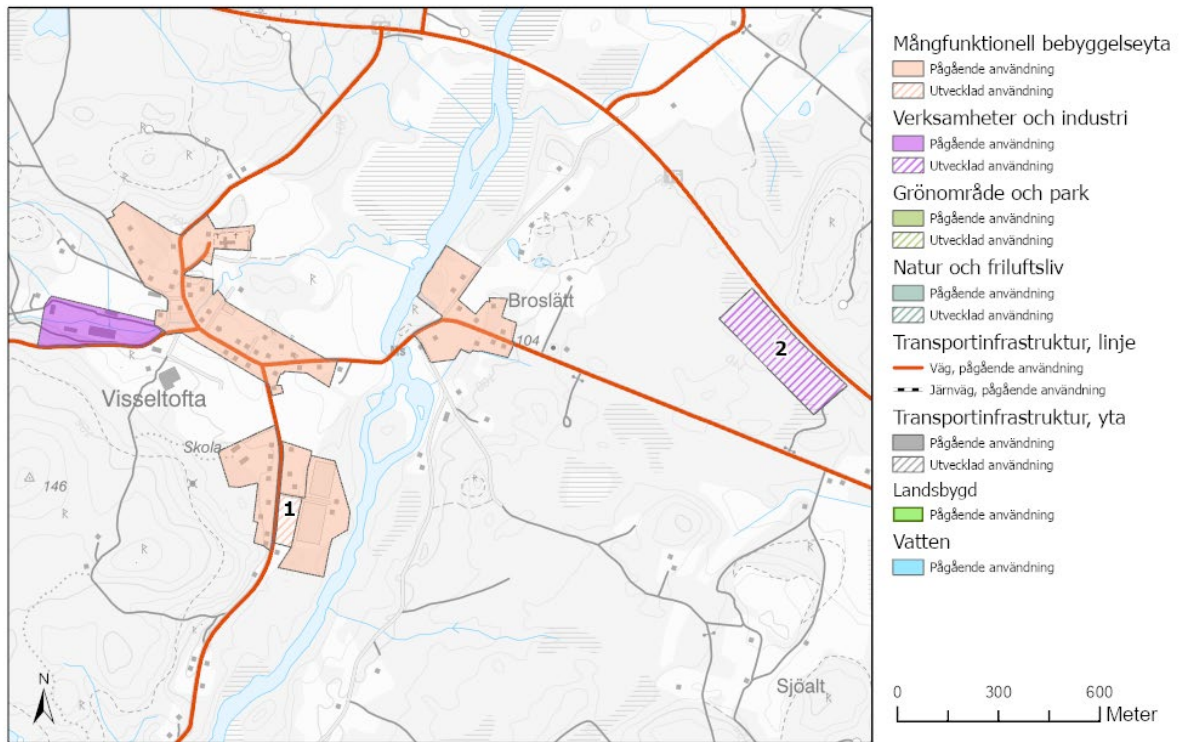 Broslätt
104
2
Visseltofta
Skola
146
1
N
Sjöalt
Mångfunktionell bebyggelseyta
Pågående användning
Utvecklad användning
Verksamheter och industri
Pågående användning
Utvecklad användning
Grönområde och park
Pågående användning
Utvecklad användning
Natur och friluftsliv
Pågående användning
Utvecklad användning
Transportinfrastruktur, linje
Väg, pågående användning
Järnväg, pågående användning
Transportinfrastruktur, yta
Pågående användning
Utvecklad användning
Landsbygd
Pågående användning
Vatten
Pågående användning
0 300 600
Meter